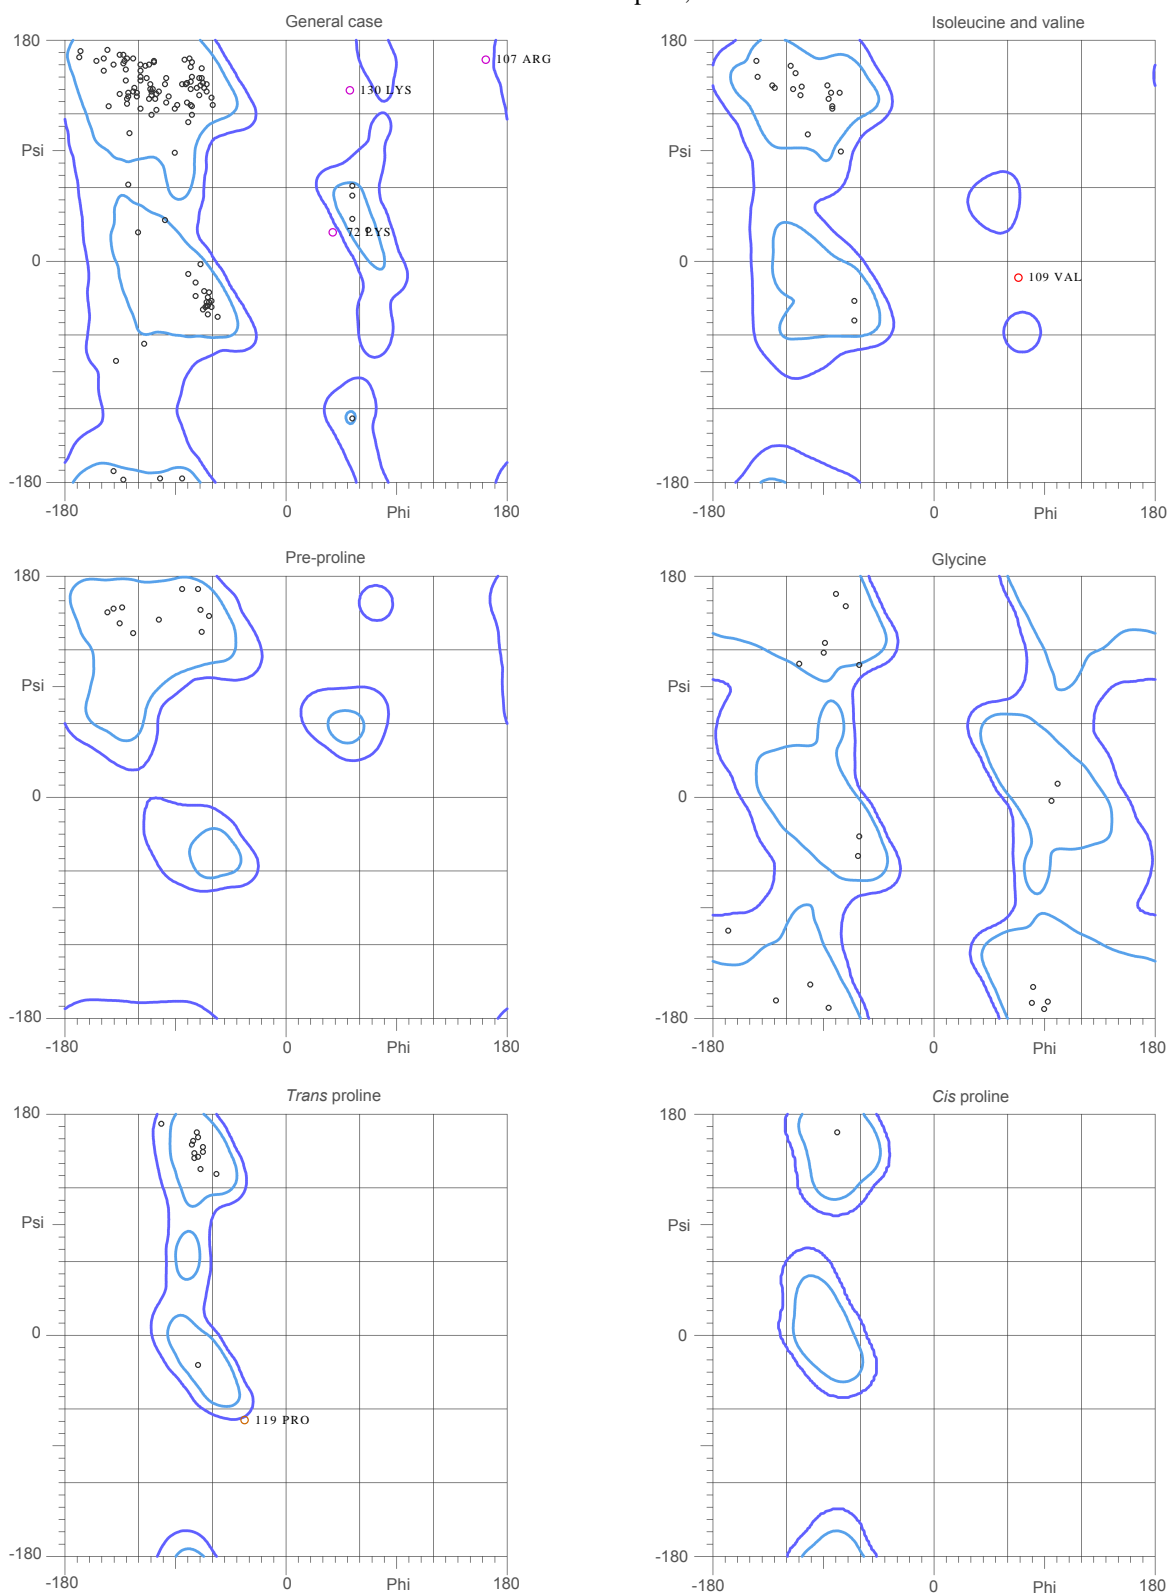 General case
Isoleucine and valine
180
107 ARG
130 LYS
Psi
72 LYS
0
-180
-180
0
Phi
180
180
Psi
0
109 VAL
-180
-180
0
Phi
180
Pre-proline
Glycine
180
Psi
0
-180
-180
0
Phi
180
180
Psi
0
-180
-180
0
Phi
180
Trans proline
Cis proline
180
Psi
0
119 PRO
-180
-180
0
Phi
180
180
Psi
0
-180
-180
0
Phi
180